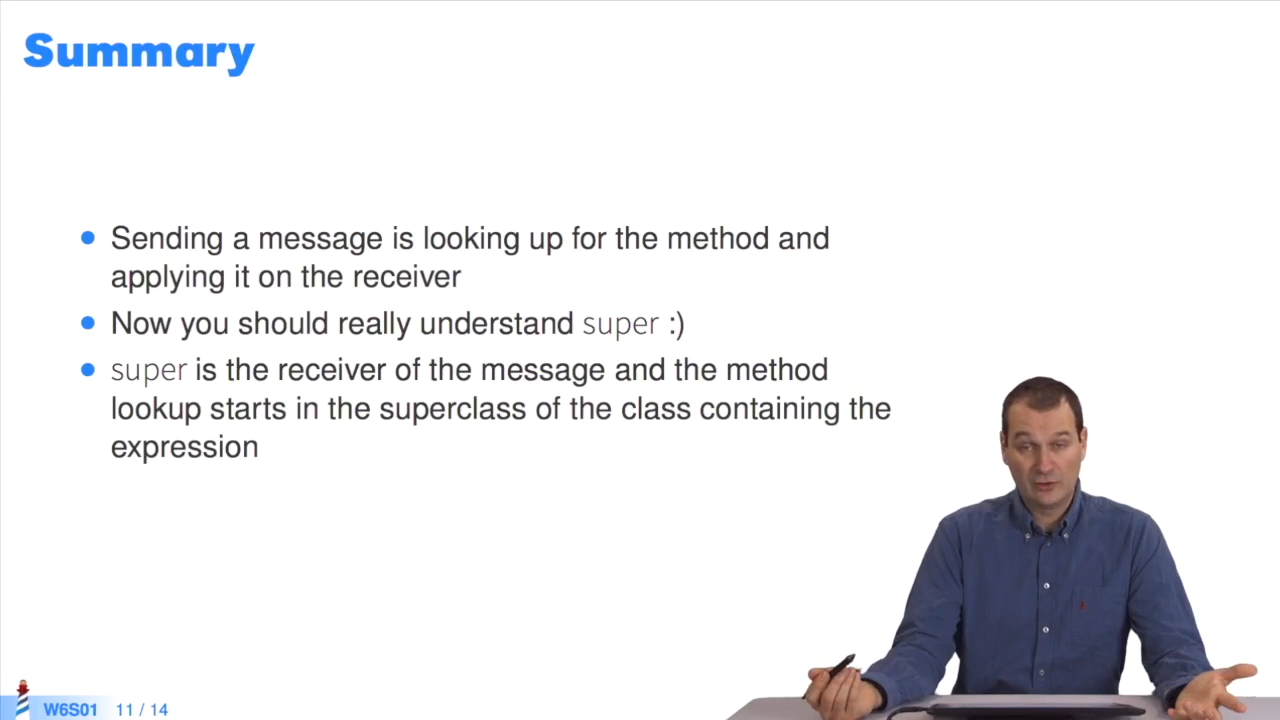 Summary
Sending a message is looking up for the method and
applying it on the receiver
Now you should really understand super :)
super is the receiver of the message and the method
lookup starts in the superclass of the class containing the
expression
W6S01 11 / 14